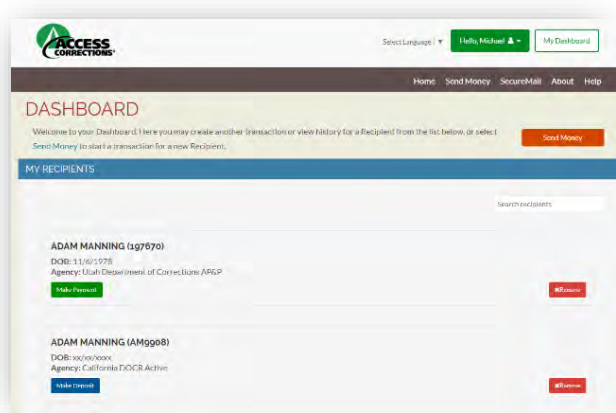 ACCESS
CORRECTIONS
Select Language ▼
Hello, Michael
My Dashboard
Home Send Money SecureMail About Help
DASHBOARD
Welcome to your Dashboard. Here you may create another transaction or view history for a Recipient from the list below, or select
Send Money to start a transaction for a new Recipient.
Send Money
MY RECIPIENTS
Search recipients
ADAM MANNING (197670)
DOB: 11/6/1978
Agency: Utah Department of Corrections AP&P
Make Payment
Remove
ADAM MANNING (AM9908)
DOB: xx/xx/xxxx
Agency: California DOCR Active
Make Deposit
Remove